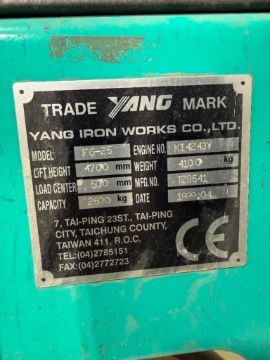 TRADE YANG MARK
YANG IRON WORKS CO.,LTD.
MODEL FG-25 ENGINE NO. K14243Y
LIFT HEIGHT 4700 mm WEIGHT 4100 kg
LOAD CENTER 500 mm MFG.NO. T28541
CAPACITY 2500 kg DATE 1999.04
7, TAI-PING 23ST., TAI-PING
CITY, TAICHUNG COUNTY,
TAIWAN 411. R.O.C.
TEL:(04)2785151
FAX:(04)2772723